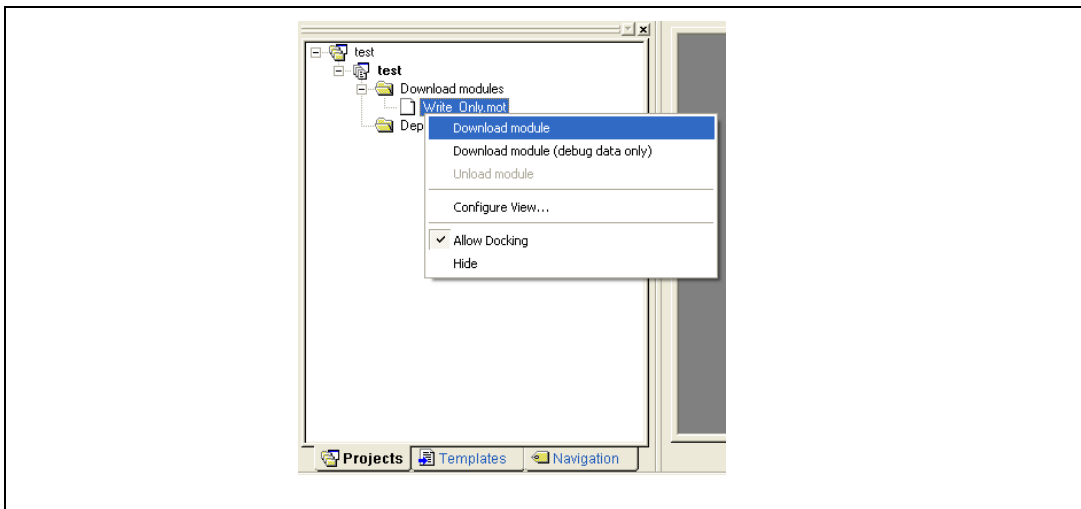 test
test
Download modules
Write_Only.mot
Dep
Download module
Download module (debug data only)
Unload module
Configure View...
Allow Docking
Hide
Projects Templates Navigation